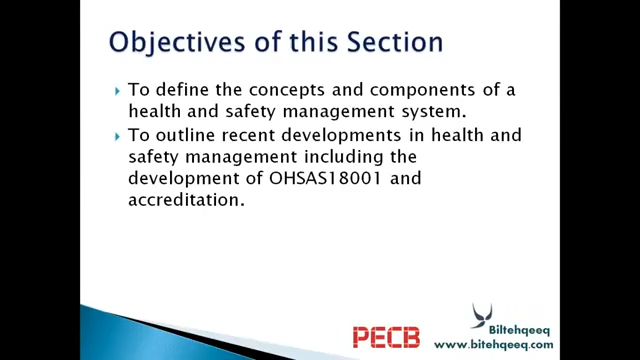 Objectives of this Section
To define the concepts and components of a
health and safety management system.
To outline recent developments in health and
safety management including the
development of OHSAS18001 and
accreditation.
PECB
Biltehqeeq
www.bitehqeeq.com